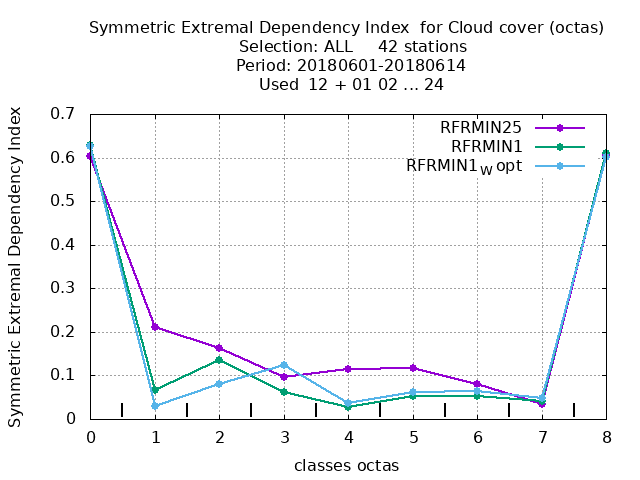 Symmetric Extremal Dependency Index  for Cloud cover (octas)
Selection: ALL     42 stations
Period: 20180601-20180614
Used  12 + 01 02 ... 24
Symmetric Extremal Dependency Index
0.7
0.6
0.5
0.4
0.3
0.2
0.1
0
RFRMIN25
RFRMIN1
RFRMIN1W opt
0 1 2 3 4 5 6 7 8
classes octas